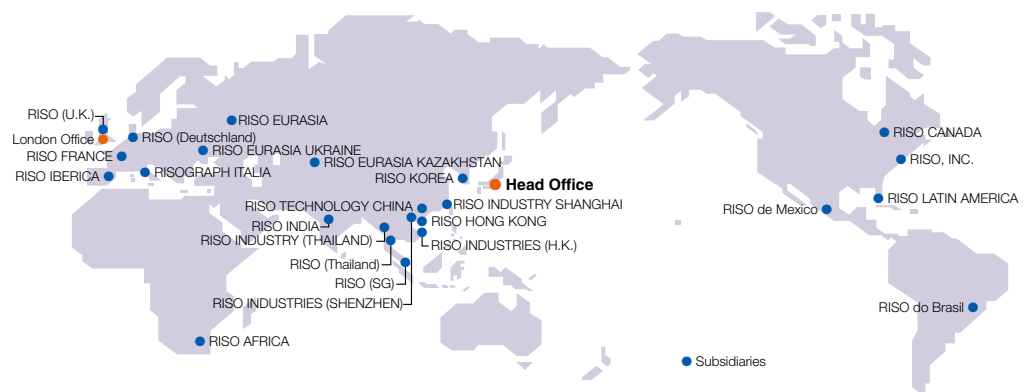 RISO (U.K.)
London Office
RISO (Deutschland)
RISO FRANCE
RISO IBERICA
RISOGRAPH ITALIA
RISO EURASIA
RISO EURASIA UKRAINE
RISO EURASIA KAZAKHSTAN
RISO KOREA
Head Office
RISO TECHNOLOGY CHINA
RISO INDUSTRY SHANGHAI
RISO INDIA
RISO HONG KONG
RISO INDUSTRY (THAILAND)
RISO INDUSTRIES (H.K.)
RISO (Thailand)
RISO (SG)
RISO INDUSTRIES (SHENZHEN)
RISO AFRICA
RISO CANADA
RISO, INC.
RISO LATIN AMERICA
RISO de Mexico
RISO do Brasil
Subsidiaries